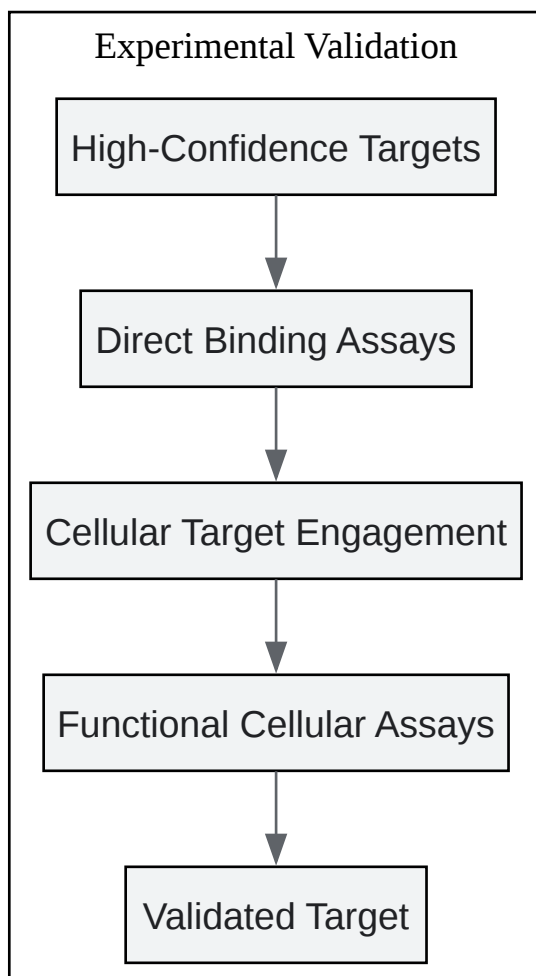 Experimental Validation
High-Confidence Targets
Direct Binding Assays
Cellular Target Engagement
Functional Cellular Assays
Validated Target